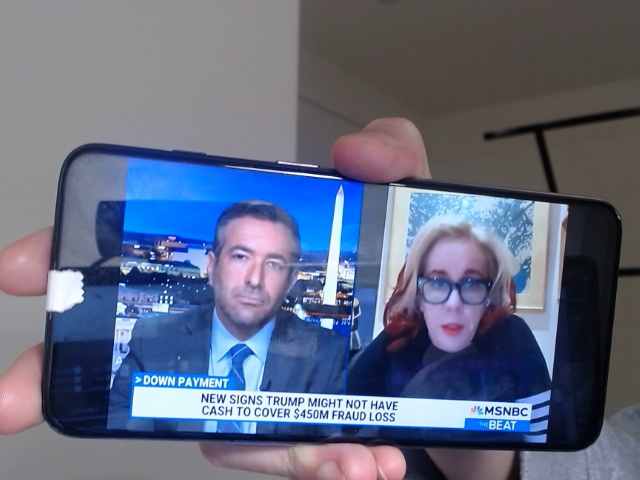 > DOWN PAYMENT
NEW SIGNS TRUMP MIGHT NOT HAVE
CASH TO COVER $450M FRAUD LOSS
MSNBC
THE BEAT